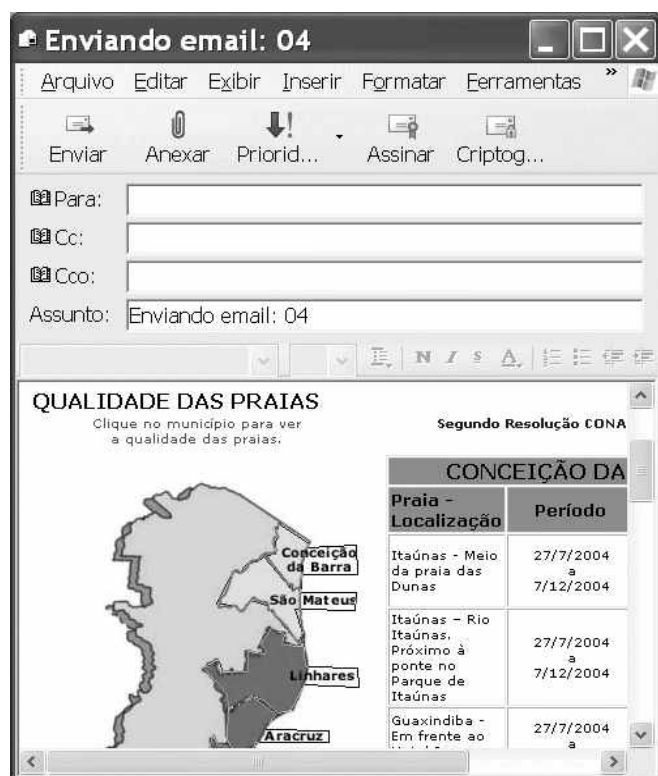 Enviando email: 04
Arquivo Editar Exibir Inserir Formatar Ferramentas »
Enviar Anexar Priorid... Assinar Criptog...
Para:
Cc:
Cco:
Assunto: Enviando email: 04
N I S A
QUALIDADE DAS PRAIAS
Clique no município para ver
a qualidade das praias.
Segundo Resolução CONA
Conceição
da Barra
São Mateus
Linhares
Aracruz
CONCEIÇÃO DA
Praia -
Localização
Período
Itaúnas - Meio
da praia das
Dunas
27/7/2004
a
7/12/2004
Itaúnas – Rio
Itaúnas.
Próximo à
ponte no
Parque de
Itaúnas
27/7/2004
a
7/12/2004
Guaxindiba -
Em frente ao
27/7/2004
a